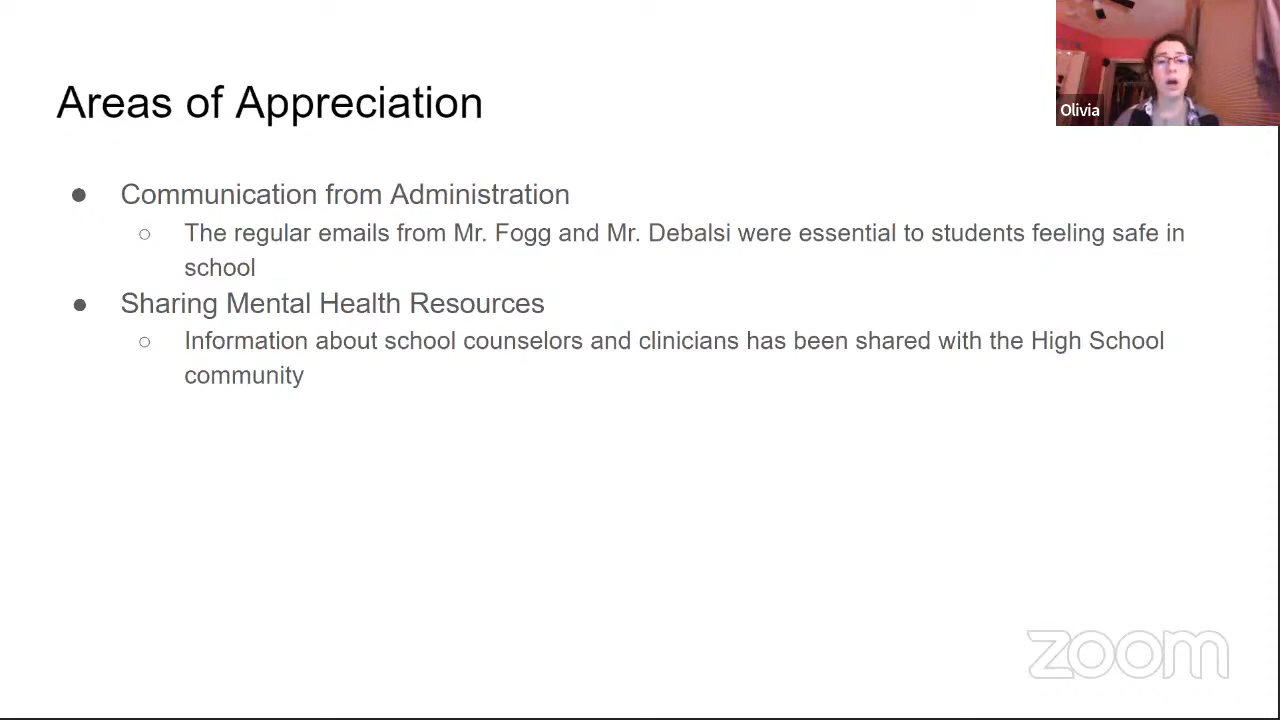 Areas of Appreciation
Olivia
● Communication from Administration
○ The regular emails from Mr. Fogg and Mr. Debalsi were essential to students feeling safe in
school
● Sharing Mental Health Resources
○ Information about school counselors and clinicians has been shared with the High School
community
zoom